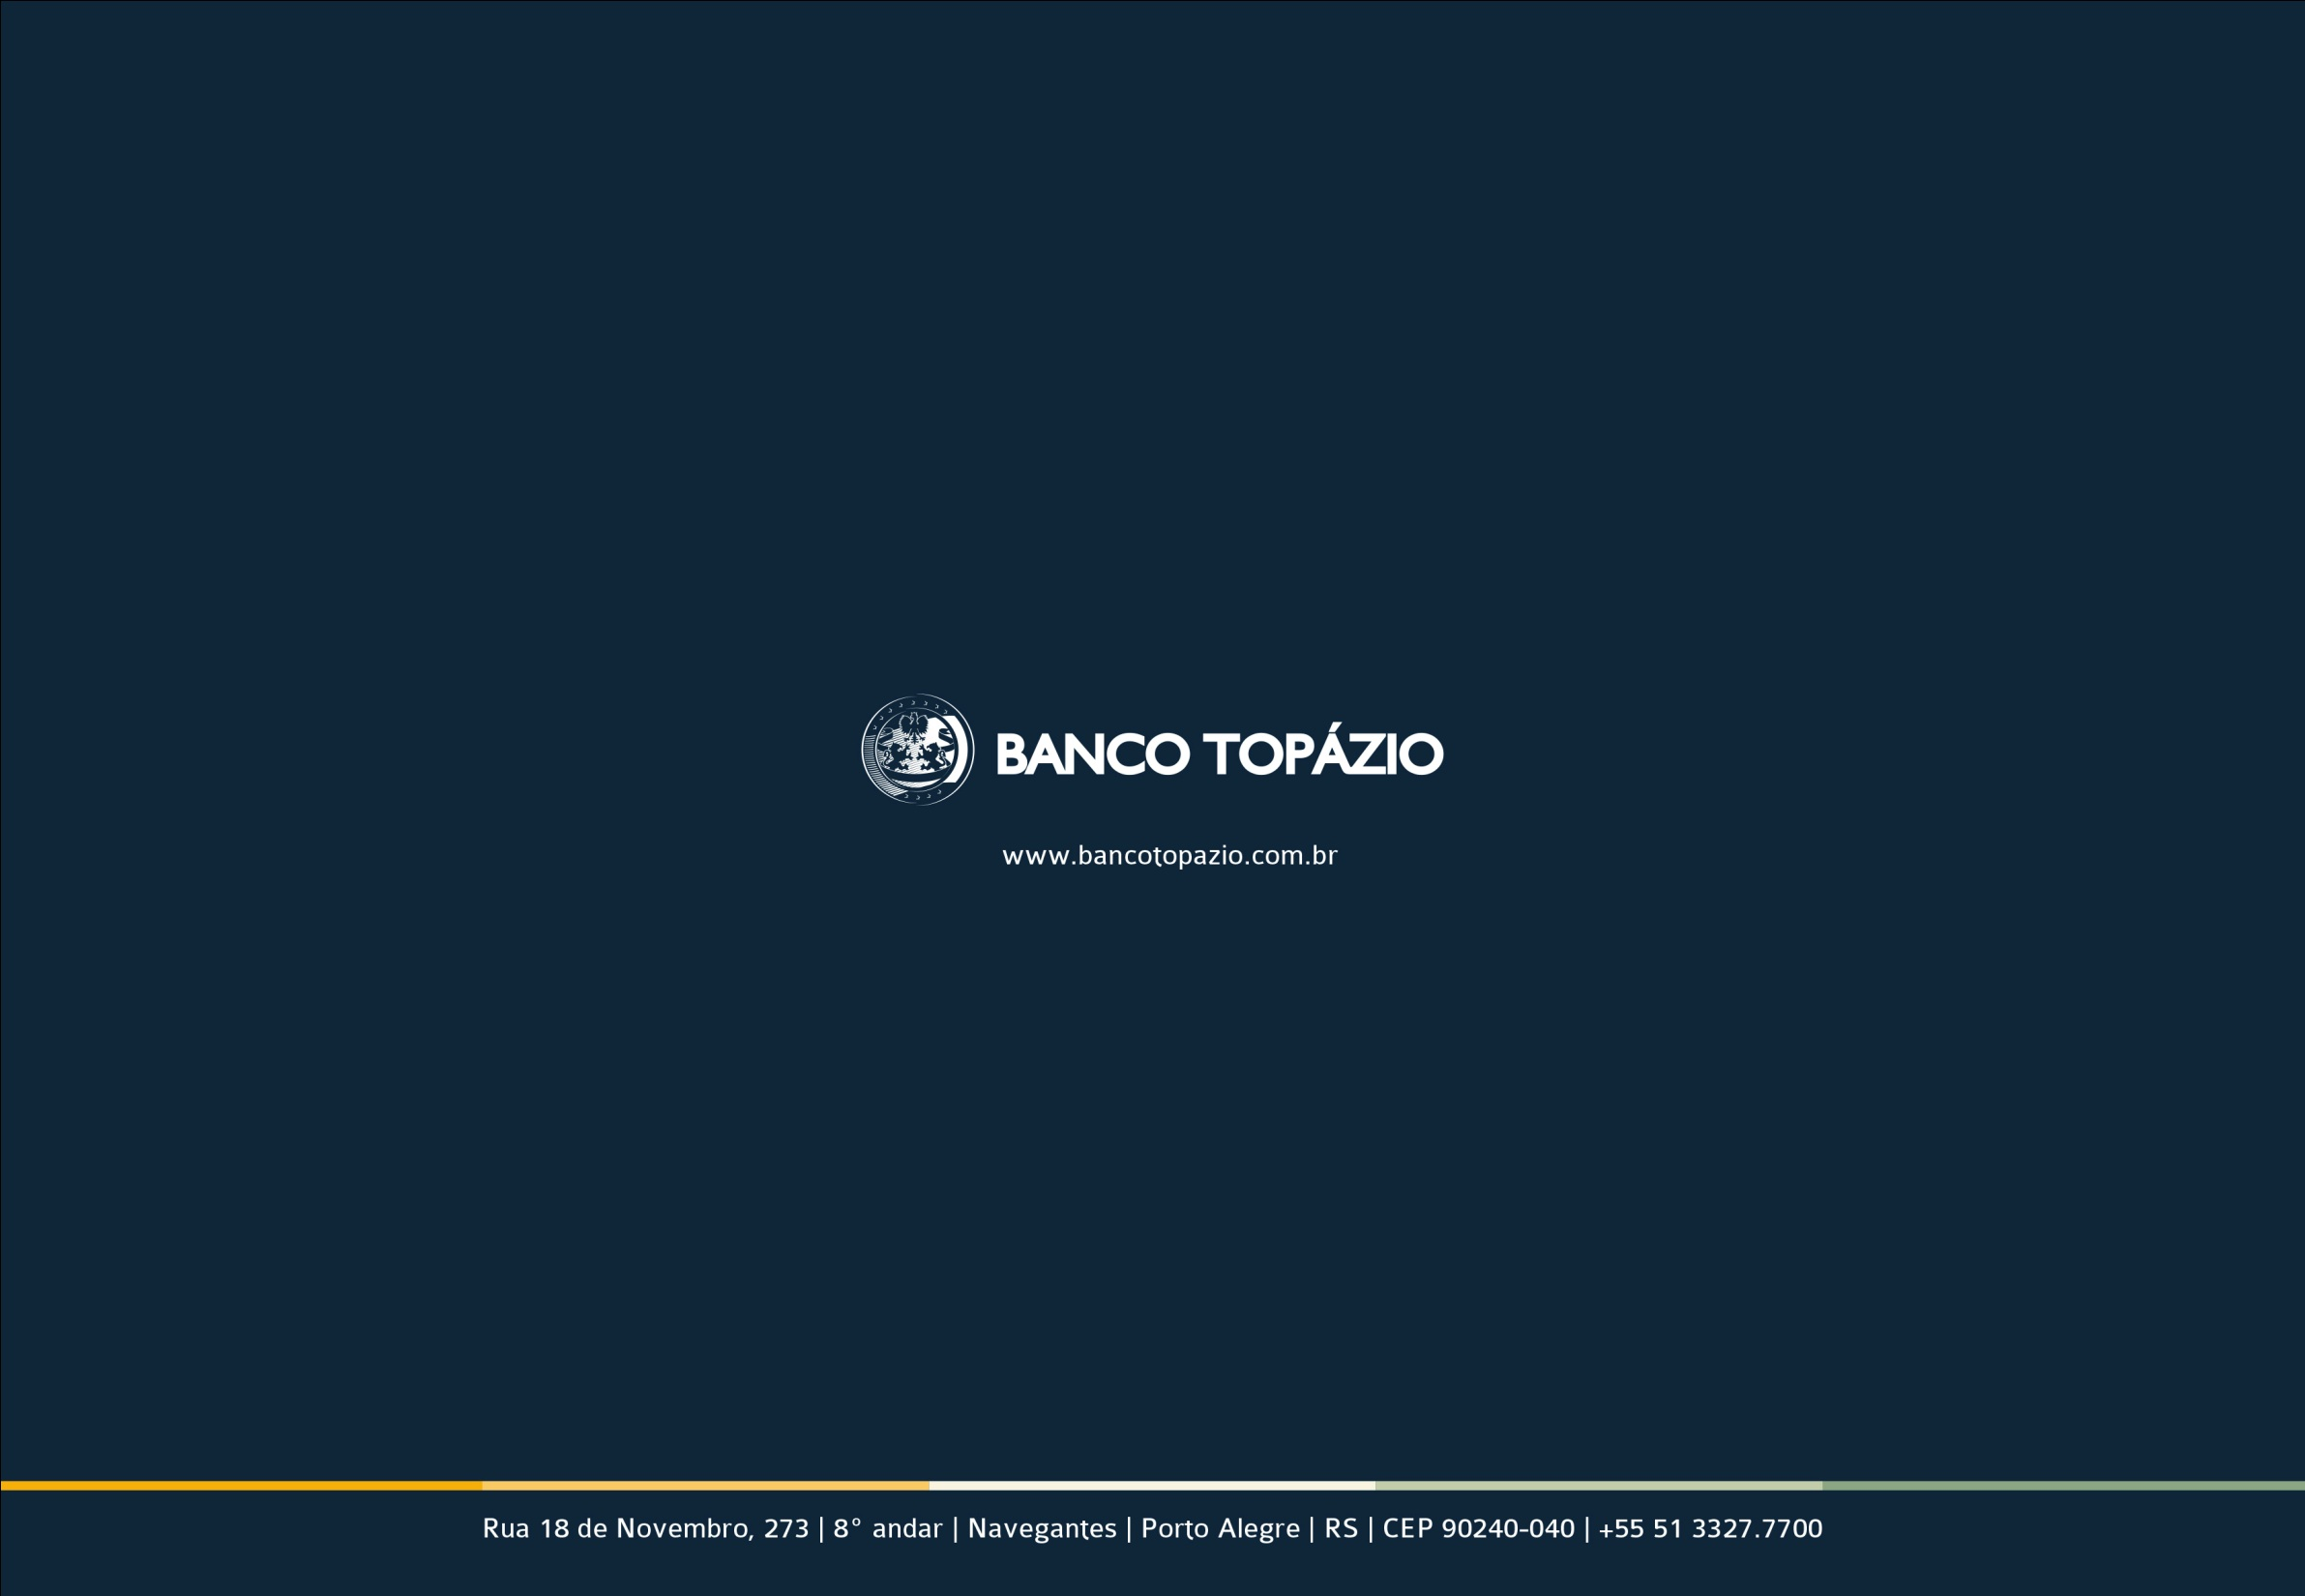 BANCO TOPÁZIO
www.bancotopazio.com.br
Rua 18 de Novembro, 273 | 8° andar | Navegantes | Porto Alegre | RS | CEP 90240-040 | +55 51 3327.7700